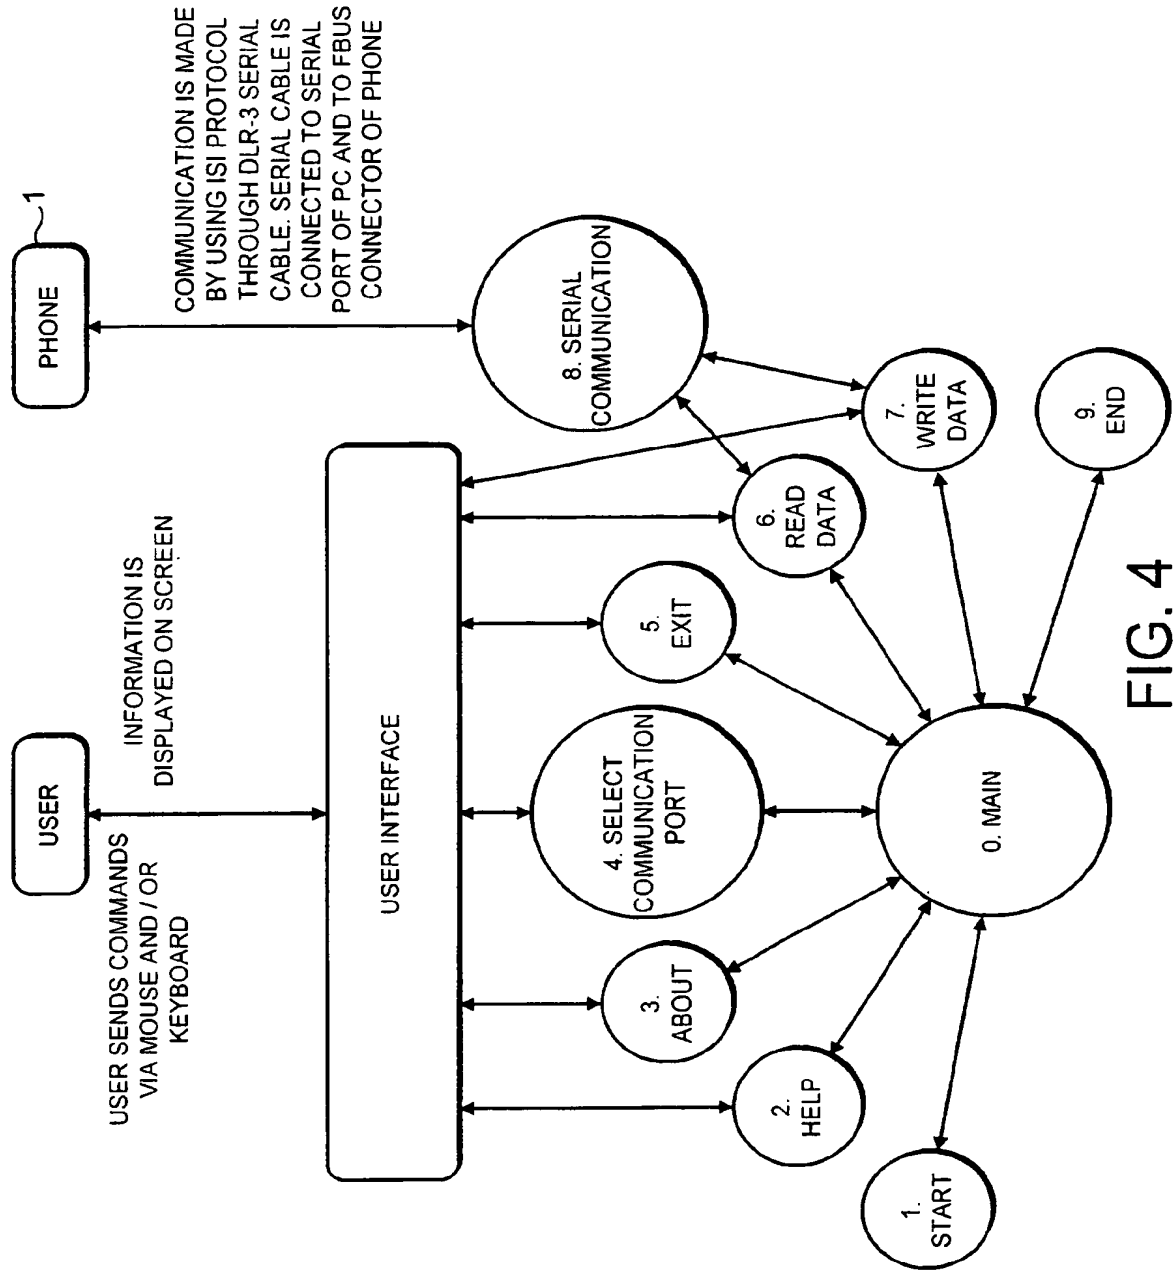 USER
PHONE
1
USER SENDS COMMANDS
VIA MOUSE AND / OR
KEYBOARD
INFORMATION IS
DISPLAYED ON SCREEN
COMMUNICATION IS MADE
BY USING ISI PROTOCOL
THROUGH DLR-3 SERIAL
CABLE. SERIAL CABLE IS
CONNECTED TO SERIAL
PORT OF PC AND TO FBUS
CONNECTOR OF PHONE
USER INTERFACE
8. SERIAL
COMMUNICATION
4. SELECT
COMMUNICATION
PORT
3.
ABOUT
5.
EXIT
2.
HELP
6.
READ
DATA
1.
START
7.
WRITE
DATA
0. MAIN
9.
END
FIG. 4